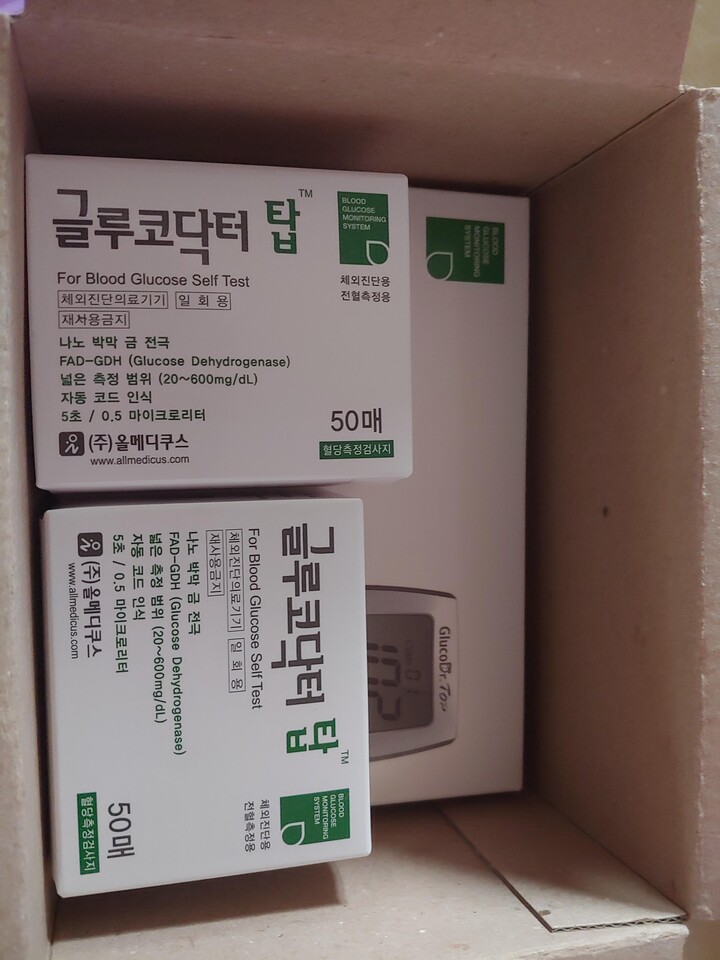 글루코닥터 탑™
BLOOD
GLUCOSE
MONITORING
SYSTEM
체외진단용
전혈측정용
For Blood Glucose Self Test
체외진단의료기기 일 회 용
재사용금지
나노 박막 금 전극
FAD-GDH (Glucose Dehydrogenase)
넓은 측정 범위 (20~600mg/dL)
자동 코드 인식
5초 / 0.5 마이크로리터
(주)올메디쿠스
www.allmedicus.com
50매
혈당측정검사지
BLOOD
GLUCOSE
MONITORING
SYSTEM
GlucoDr.Top
글루코닥터 탑™
For Blood Glucose Self Test
체외진단의료기기 일 회 용
재사용금지
나노 박막 금 전극
FAD-GDH (Glucose Dehydrogenase)
넓은 측정 범위 (20~600mg/dL)
자동 코드 인식
5초 / 0.5 마이크로리터
(주)올메디쿠스
www.allmedicus.com
BLOOD
GLUCOSE
MONITORING
SYSTEM
체외진단용
전혈측정용
50매
혈당측정검사지